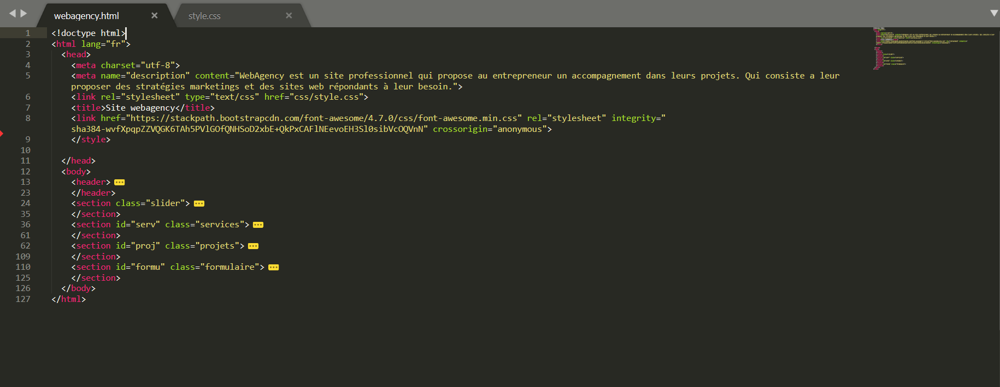 webagency.html ×
style.css ×
1 <!doctype html>
2 <html lang="fr">
3 <head>
4 <meta charset="utf-8">
5 <meta name="description" content="WebAgency est un site professionnel qui propose au entrepreneur un accompagnement dans leurs projets. Qui consiste a leur
proposer des stratégies marketings et des sites web répondants à leur besoin.">
6 <link rel="stylesheet" type="text/css" href="css/style.css">
7 <title>Site webagency</title>
8 <link href="https://stackpath.bootstrapcdn.com/font-awesome/4.7.0/css/font-awesome.min.css" rel="stylesheet" integrity="
sha384-wvfXpqpZZVQGK6TAh5PVlGOfQNHSoD2xbE+QkPxCAFlNEevoEH3Sl0sibVcOQVnN" crossorigin="anonymous">
9 </style>
10
11 </head>
12 <body>
13 <header>
23 </header>
24 <section class="slider">
35 </section>
36 <section id="serv" class="services">
61 </section>
62 <section id="proj" class="projets">
109 </section>
110 <section id="formu" class="formulaire">
125 </section>
126 </body>
127 </html>